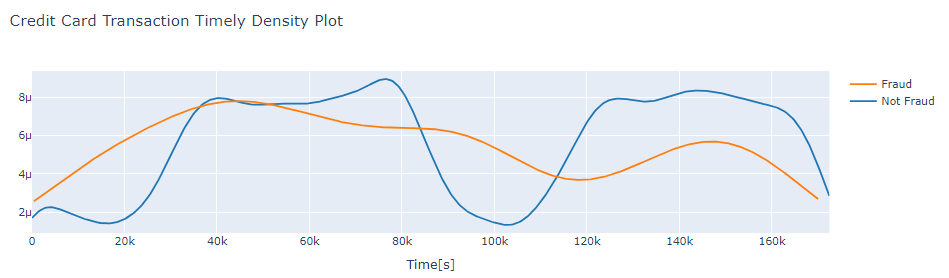 Credit Card Transaction Timely Density Plot
Fraud
Not Fraud
8μ
6μ
4μ
2μ
0 20k 40k 60k 80k 100k 120k 140k 160k
Time[s]